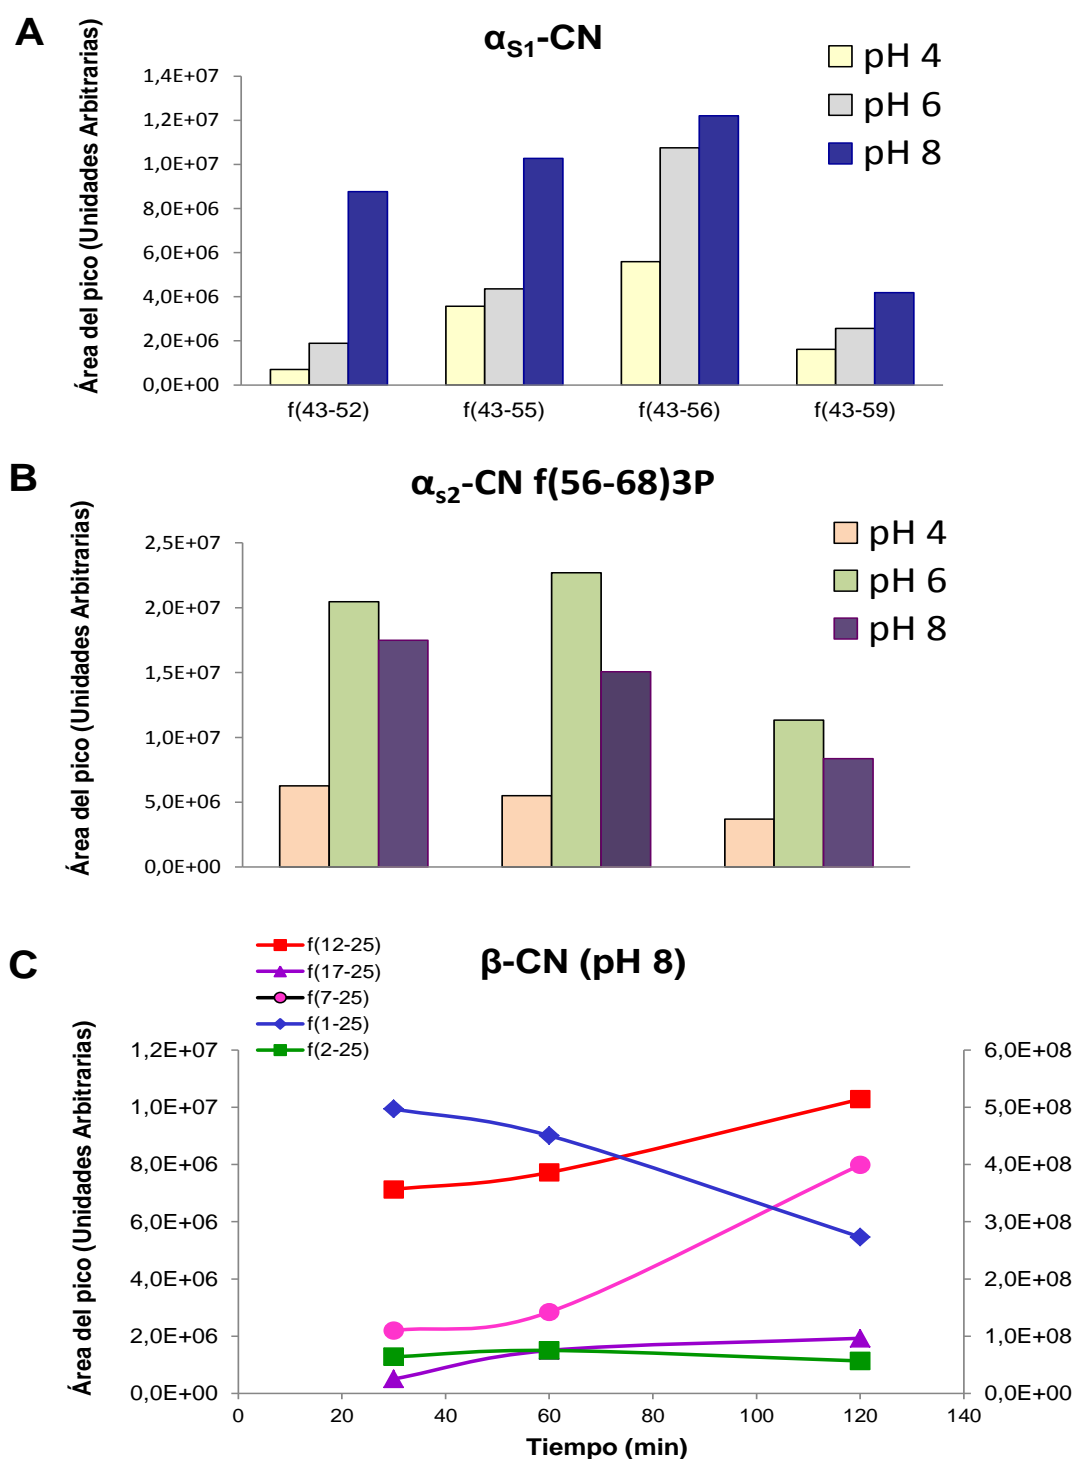 A
αS1-CN
pH 4
pH 6
pH 8
Área del pico (Unidades Arbitrarias)
1,4E+07
1,2E+07
1,0E+07
8,0E+06
6,0E+06
4,0E+06
2,0E+06
0,0E+00
f(43-52) f(43-55) f(43-56) f(43-59)
B
αs2-CN f(56-68)3P
pH 4
pH 6
pH 8
Área del pico (Unidades Arbitrarias)
2,5E+07
2,0E+07
1,5E+07
1,0E+07
5,0E+06
0,0E+00
C
β-CN (pH 8)
f(12-25)
f(17-25)
f(7-25)
f(1-25)
f(2-25)
Área del pico (Unidades Arbitrarias)
1,2E+07 6,0E+08
1,0E+07 5,0E+08
8,0E+06 4,0E+08
6,0E+06 3,0E+08
4,0E+06 2,0E+08
2,0E+06 1,0E+08
0,0E+00 0,0E+00
0 20 40 60 80 100 120 140
Tiempo (min)